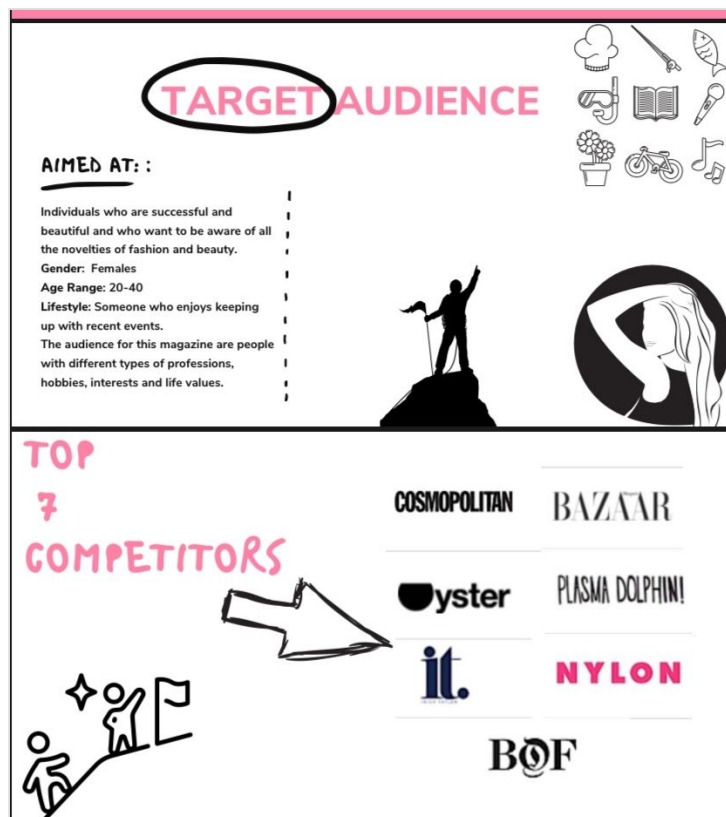 TARGET AUDIENCE
AIMED AT: :
Individuals who are successful and
beautiful and who want to be aware of all
the novelties of fashion and beauty.
Gender: Females
Age Range: 20-40
Lifestyle: Someone who enjoys keeping
up with recent events.
The audience for this magazine are people
with different types of professions,
hobbies, interests and life values.
TOP
7
COMPETITORS
COSMOPOLITAN
BAZAAR
Oyster
PLASMA DOLPHIN!
it.
IRISH TATLER
NYLON
BOF